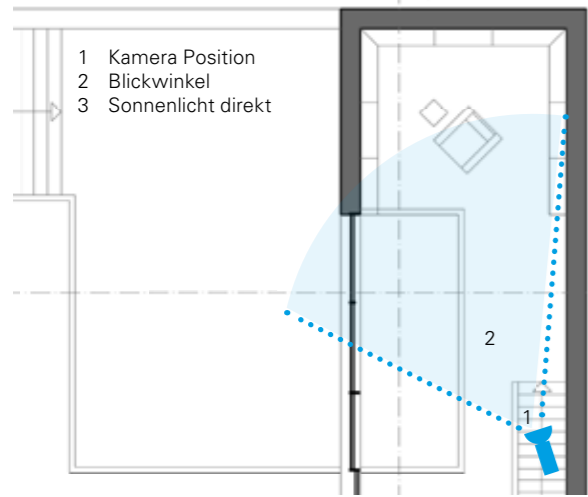 1 Kamera Position
2 Blickwinkel
3 Sonnenlicht direkt
2
1